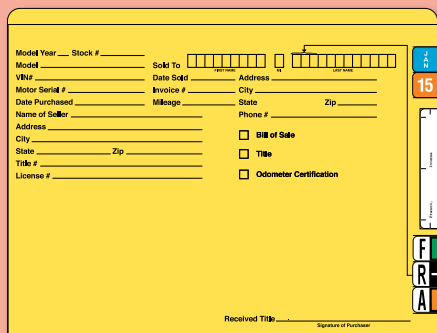 Model Year Stock #
Model
VIN#
Motor Serial #
Date Purchased
Name of Seller
Address
City
State Zip
Title #
License #
Sold To
FIRST NAME MI LAST NAME
Date Sold Address
Invoice # City
Mileage State Zip
Phone #
Bill of Sale
Title
Odometer Certification
JAN
15
F
R
A
Received Title
Signature of Purchaser